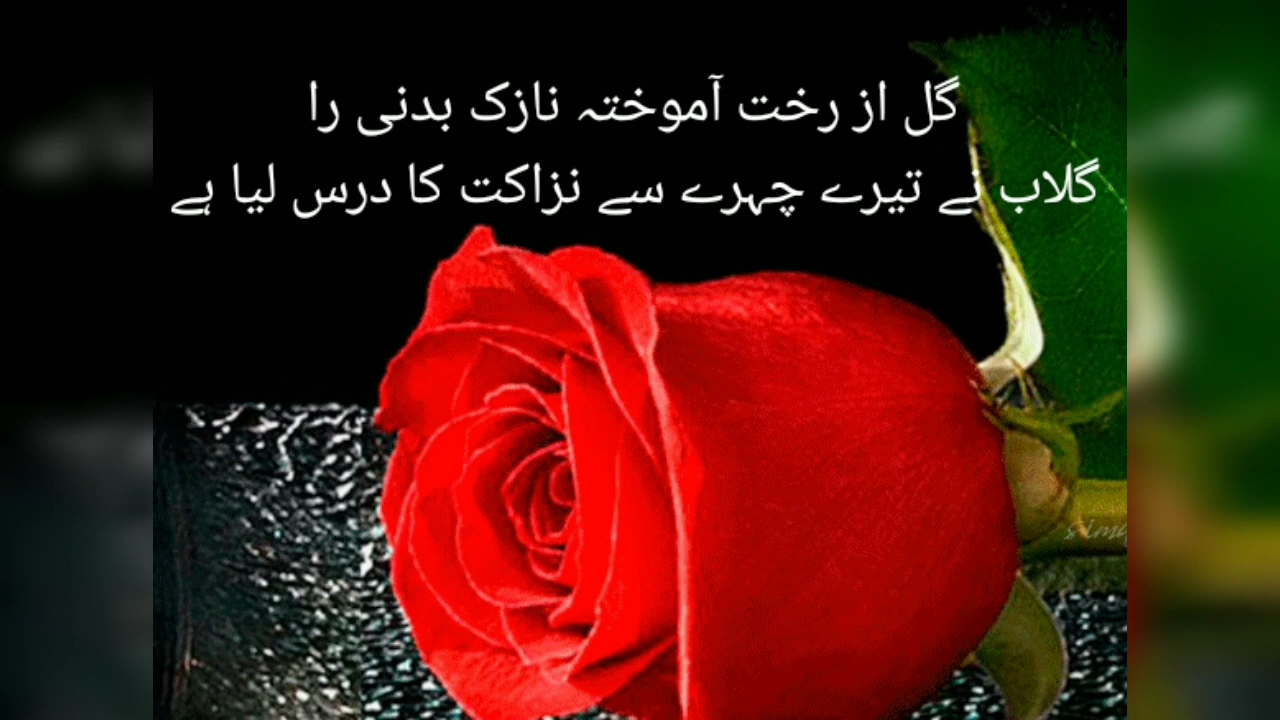 گل از رخت آموختہ نازک بدنی را
گلاب نے تیرے چہرے سے نزاکت کا درس لیا ہے